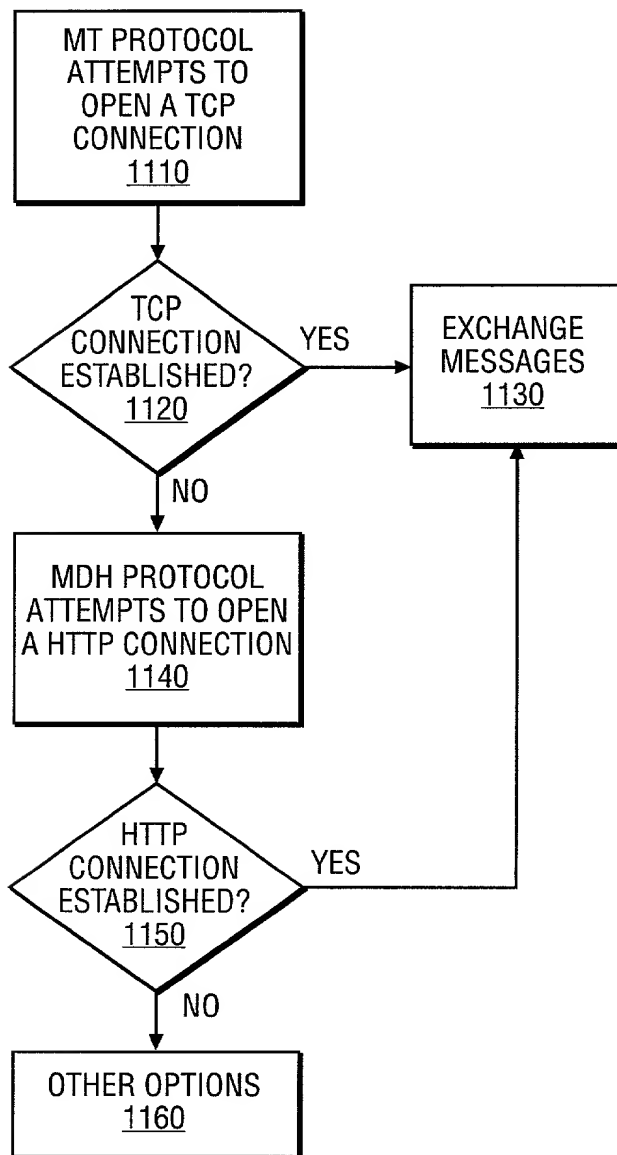 MT PROTOCOL
ATTEMPTS TO
OPEN A TCP
CONNECTION
1110
TCP
CONNECTION
ESTABLISHED?
1120
YES
EXCHANGE
MESSAGES
1130
NO
MDH PROTOCOL
ATTEMPTS TO OPEN
A HTTP CONNECTION
1140
HTTP
CONNECTION
ESTABLISHED?
1150
YES
NO
OTHER OPTIONS
1160